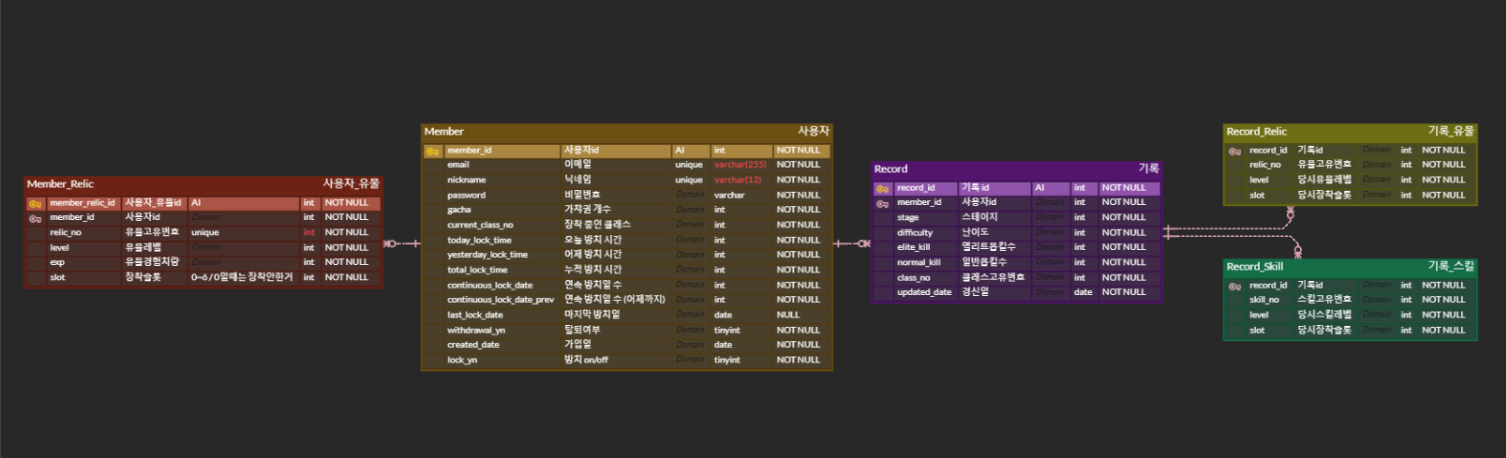 Member_Relic 사용자_유물
member_relic_id 사용자_유물id AI int NOT NULL
member_id 사용자id Domain int NOT NULL
relic_no 유물고유번호 unique int NOT NULL
level 유물레벨 Domain int NOT NULL
exp 유물경험치량 Domain int NOT NULL
slot 장착슬롯 0~6/0일때는 장착안한거 int NOT NULL
Member 사용자
member_id 사용자id AI int NOT NULL
email 이메일 unique varchar(255) NOT NULL
nickname 닉네임 unique varchar(12) NOT NULL
password 비밀번호 Domain varchar NOT NULL
gacha 가챠권 개수 Domain int NOT NULL
current_class_no 장착 중인 클래스 Domain int NOT NULL
today_lock_time 오늘 방치 시간 Domain int NOT NULL
yesterday_lock_time 어제 방치 시간 Domain int NOT NULL
total_lock_time 누적 방치 시간 Domain int NOT NULL
continuous_lock_date 연속 방치일 수 Domain int NOT NULL
continuous_lock_date_prev 연속 방치일 수 (어제까지) Domain int NOT NULL
last_lock_date 마지막 방치일 Domain date NULL
withdrawal_yn 탈퇴여부 Domain tinyint NOT NULL
created_date 가입일 Domain date NOT NULL
lock_yn 방치 on/off Domain tinyint NOT NULL
Record 기록
record_id 기록 id AI int NOT NULL
member_id 사용자id Domain int NOT NULL
stage 스테이지 Domain int NOT NULL
difficulty 난이도 Domain int NOT NULL
elite_kill 엘리트몹킬수 Domain int NOT NULL
normal_kill 일반몹킬수 Domain int NOT NULL
class_no 클래스고유번호 Domain int NOT NULL
updated_date 갱신일 Domain date NOT NULL
Record_Relic 기록_유물
record_id 기록id Domain int NOT NULL
relic_no 유물고유번호 Domain int NOT NULL
level 당시유물레벨 Domain int NOT NULL
slot 당시장착슬롯 Domain int NOT NULL
Record_Skill 기록_스킬
record_id 기록id Domain int NOT NULL
skill_no 스킬고유번호 Domain int NOT NULL
level 당시스킬레벨 Domain int NOT NULL
slot 당시장착슬롯 Domain int NOT NULL